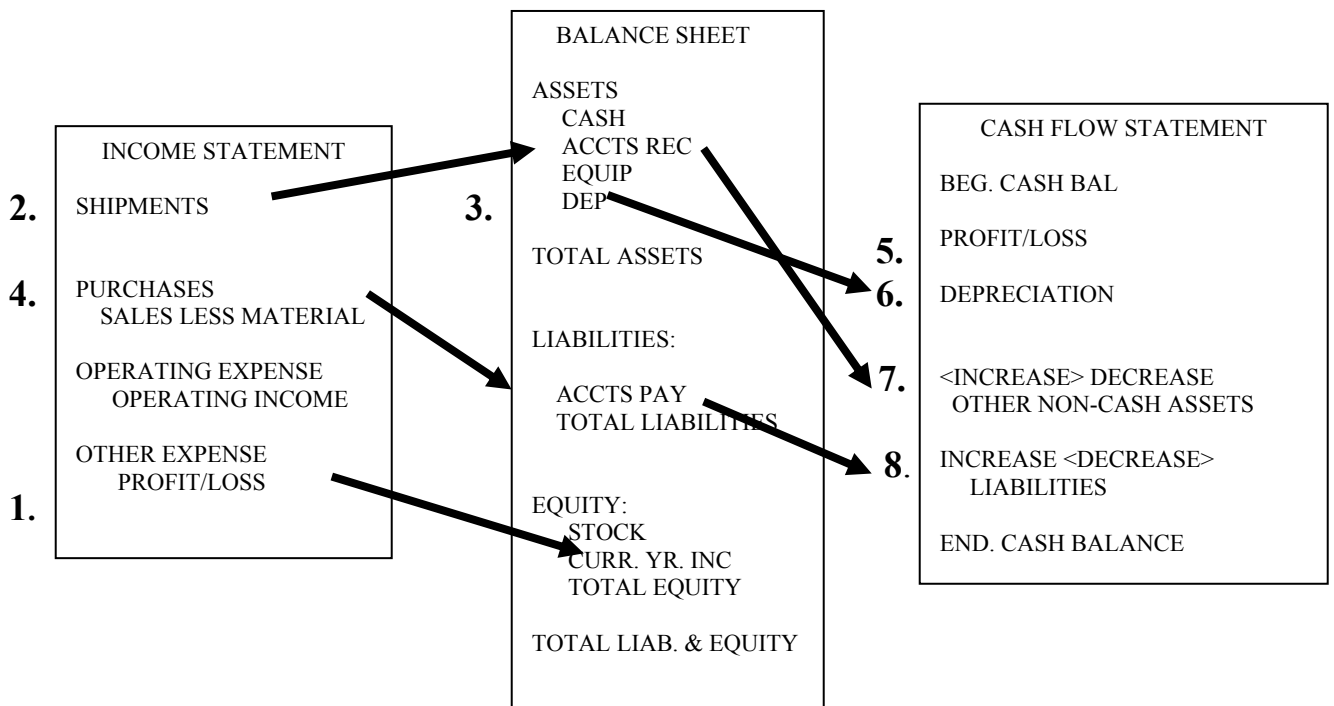 BALANCE SHEET
ASSETS
CASH
ACCTS REC
EQUIP
3.
DEP
TOTAL ASSETS
LIABILITIES:
ACCTS PAY
TOTAL LIABILITIES
EQUITY:
STOCK
CURR. YR. INC
TOTAL EQUITY
TOTAL LIAB. & EQUITY
INCOME STATEMENT
2. SHIPMENTS
4. PURCHASES
SALES LESS MATERIAL
OPERATING EXPENSE
OPERATING INCOME
OTHER EXPENSE
PROFIT/LOSS
1.
CASH FLOW STATEMENT
BEG. CASH BAL
5. PROFIT/LOSS
6. DEPRECIATION
7. <INCREASE> DECREASE
OTHER NON-CASH ASSETS
8. INCREASE <DECREASE>
LIABILITIES
END. CASH BALANCE